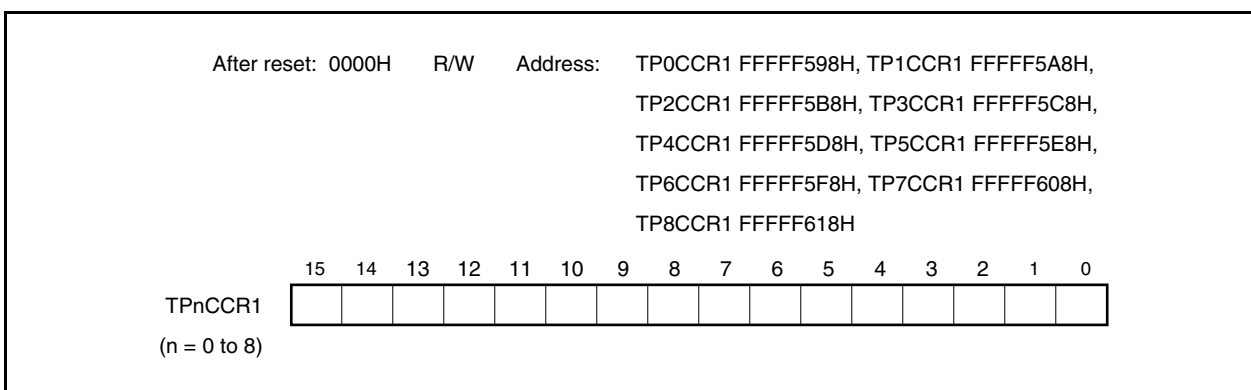 After reset: 0000H R/W Address: TP0CCR1 FFFFF598H, TP1CCR1 FFFFF5A8H,
TP2CCR1 FFFFF5B8H, TP3CCR1 FFFFF5C8H,
TP4CCR1 FFFFF5D8H, TP5CCR1 FFFFF5E8H,
TP6CCR1 FFFFF5F8H, TP7CCR1 FFFFF608H,
TP8CCR1 FFFFF618H
15 14 13 12 11 10 9 8 7 6 5 4 3 2 1 0
TPnCCR1
(n = 0 to 8)